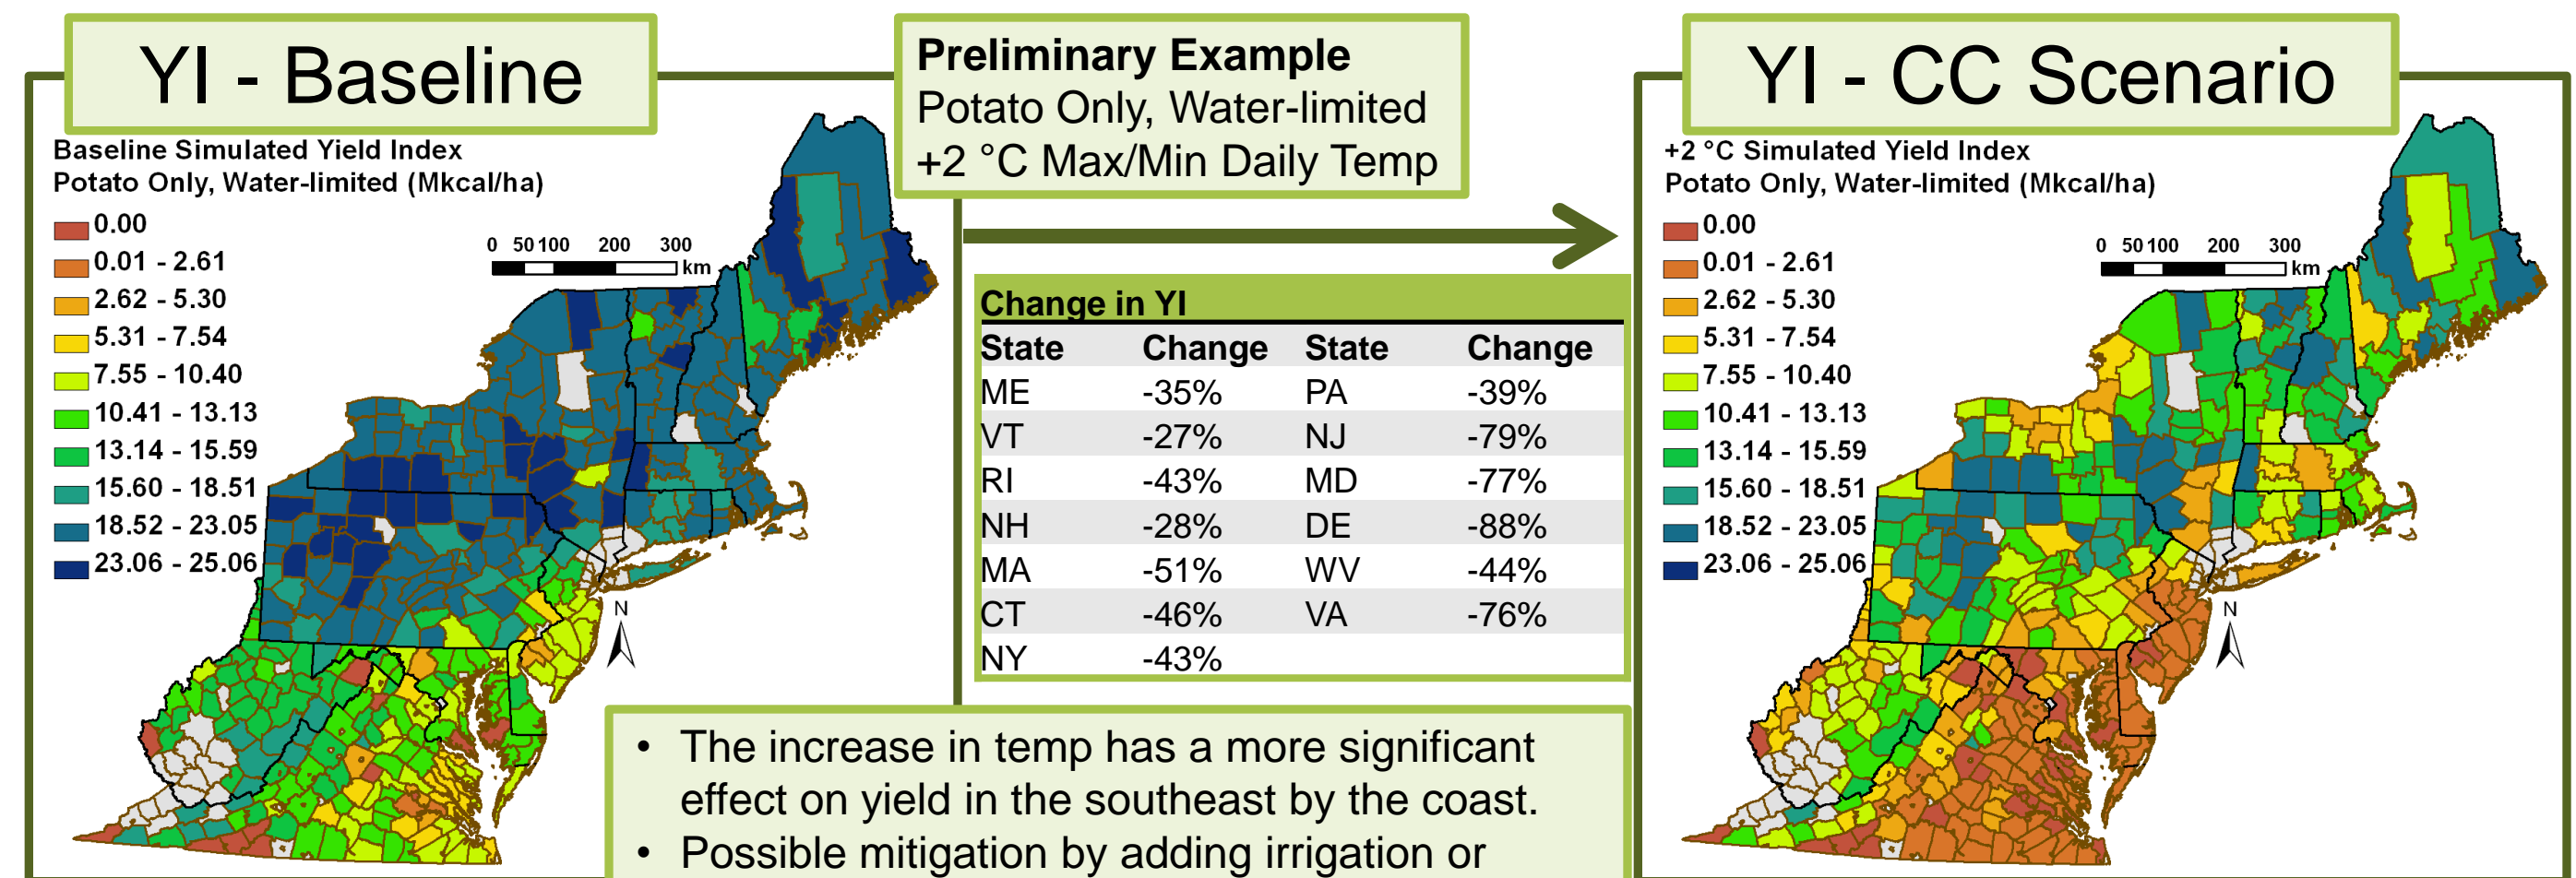 YI - Baseline
Baseline Simulated Yield Index
Potato Only, Water-limited (Mkcal/ha)
0.00
0.01 - 2.61
2.62 - 5.30
5.31 - 7.54
7.55 - 10.40
10.41 - 13.13
13.14 - 15.59
15.60 - 18.51
18.52 - 23.05
23.06 - 25.06
0 50 100 200 300
km
N
Preliminary Example
Potato Only, Water-limited
+2 °C Max/Min Daily Temp
Change in YI
State Change State Change
ME -35% PA -39%
VT -27% NJ -79%
RI -43% MD -77%
NH -28% DE -88%
MA -51% WV -44%
CT -46% VA -76%
NY -43%
• The increase in temp has a more significant
effect on yield in the southeast by the coast.
• Possible mitigation by adding irrigation or
YI - CC Scenario
+2 °C Simulated Yield Index
Potato Only, Water-limited (Mkcal/ha)
0.00
0.01 - 2.61
2.62 - 5.30
5.31 - 7.54
7.55 - 10.40
10.41 - 13.13
13.14 - 15.59
15.60 - 18.51
18.52 - 23.05
23.06 - 25.06
0 50 100 200 300
km
N